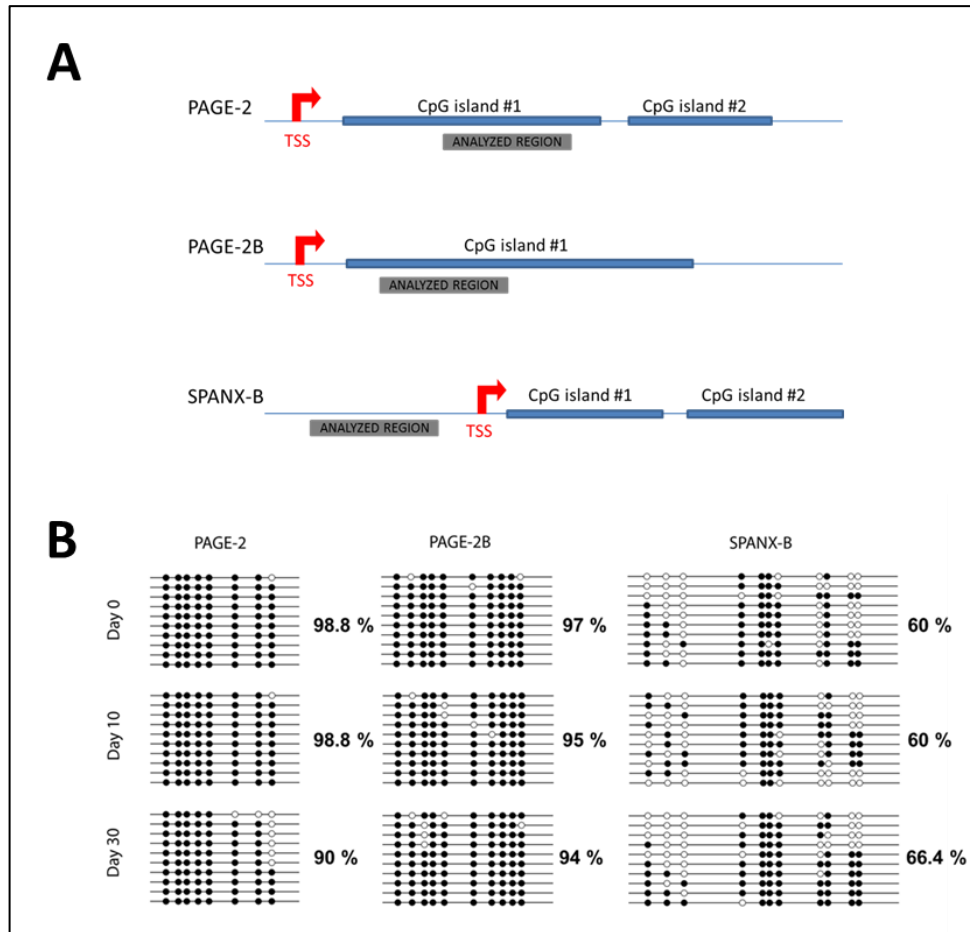 A
PAGE-2
CpG island #1
CpG island #2
TSS
ANALYZED REGION
PAGE-2B
CpG island #1
TSS
ANALYZED REGION
SPANX-B
CpG island #1
CpG island #2
ANALYZED REGION
TSS
B
PAGE-2
PAGE-2B
SPANX-B
Day 0
98.8 %
97 %
60 %
Day 10
98.8 %
95 %
60 %
Day 30
90 %
94 %
66.4 %